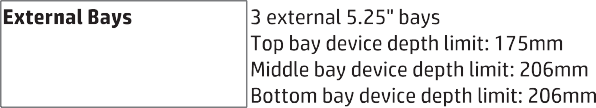 External Bays
3 external 5.25" bays
Top bay device depth limit: 175mm
Middle bay device depth limit: 206mm
Bottom bay device depth limit: 206mm